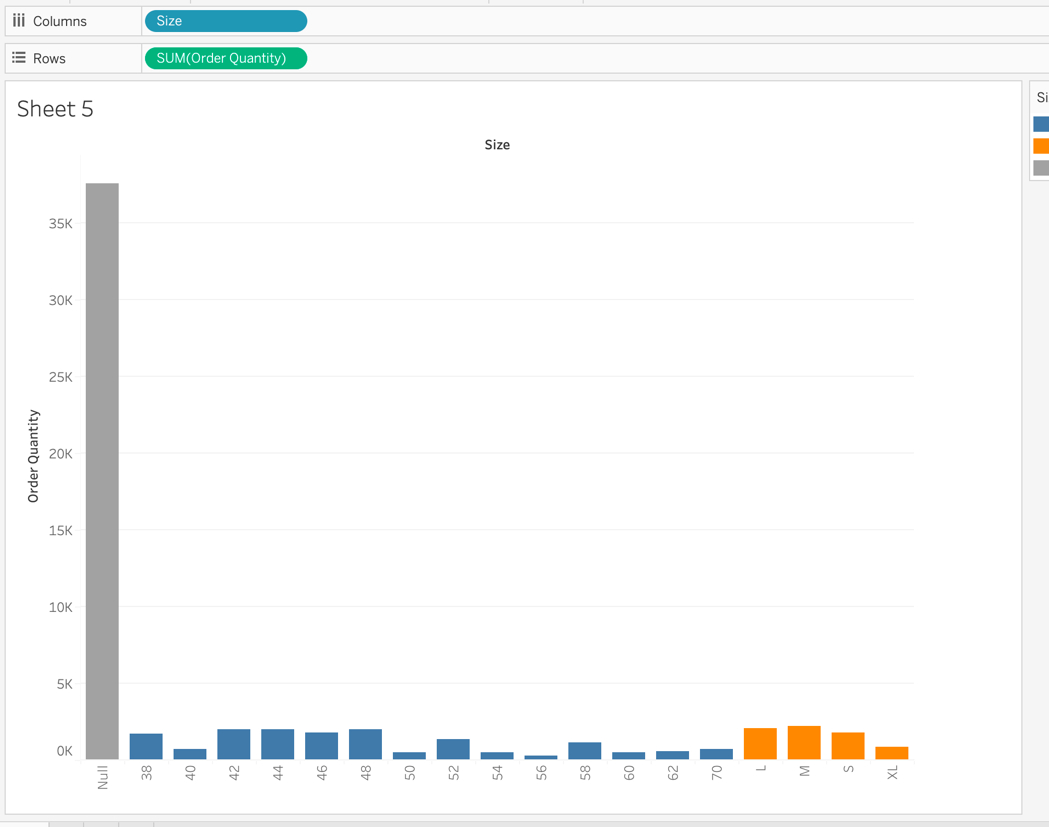 Columns
Size
Rows
SUM(Order Quantity)
Sheet 5
Si
Size
Order Quantity
35K
30K
25K
20K
15K
10K
5K
0K
Null
38
40
42
44
46
48
50
52
54
56
58
60
62
70
L
M
S
XL